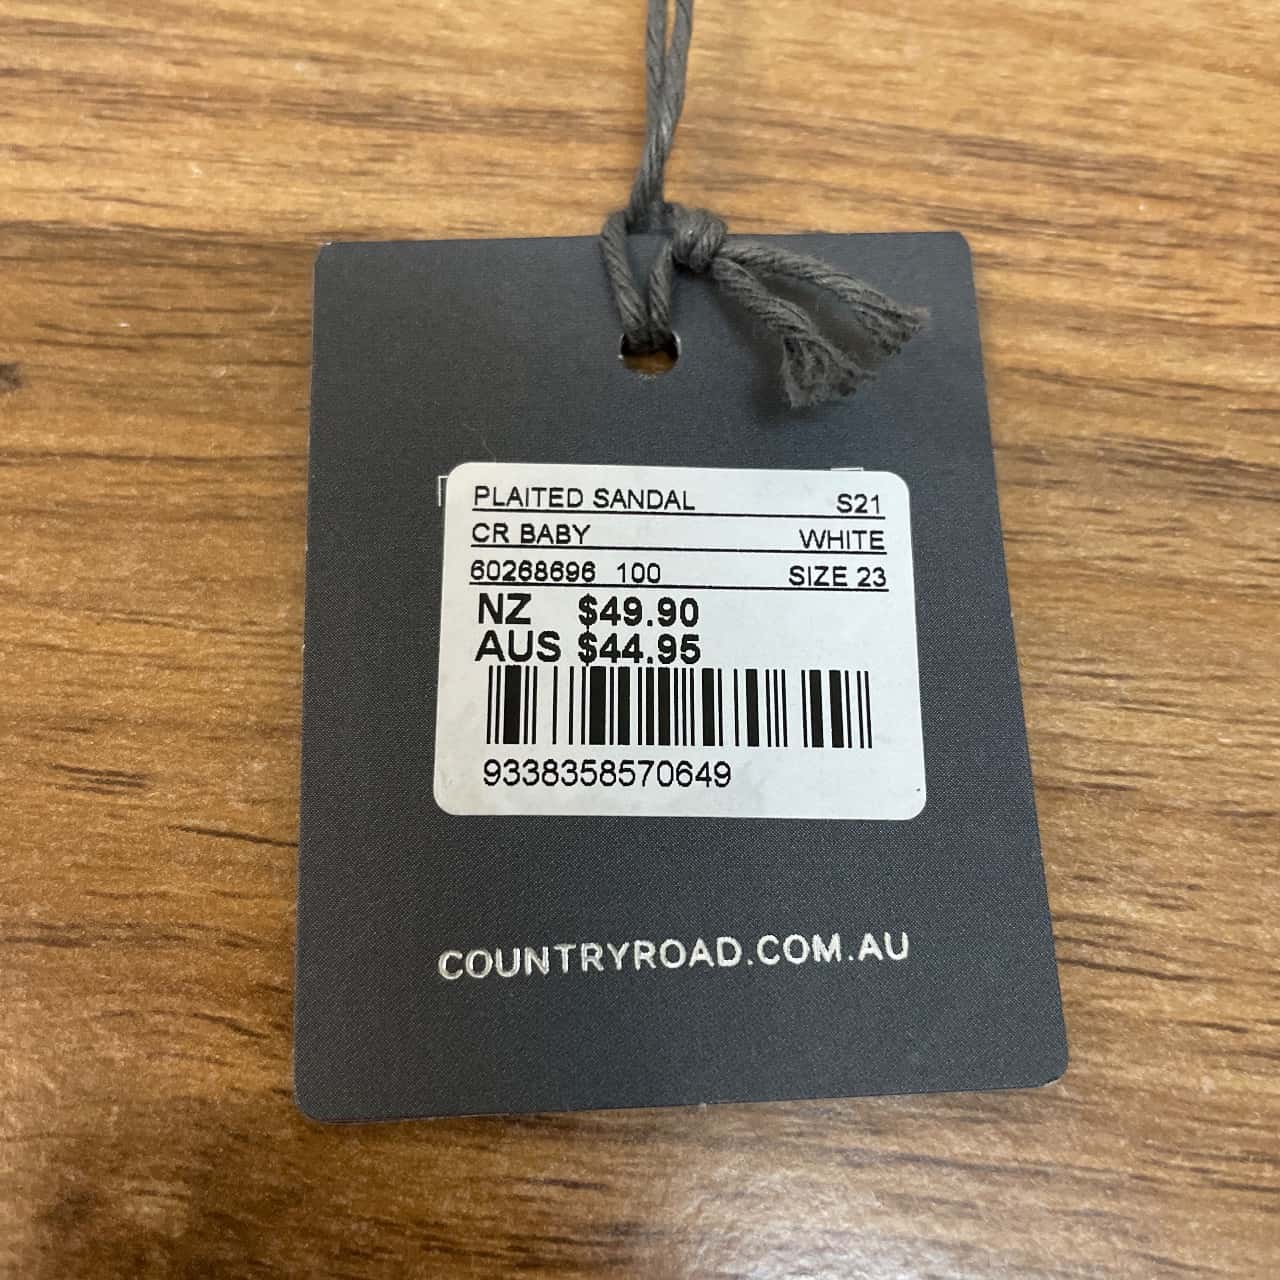 PLAITED SANDAL S21
CR BABY WHITE
60268696 100 SIZE 23
NZ $49.90
AUS $44.95
9338358570649
COUNTRYROAD.COM.AU